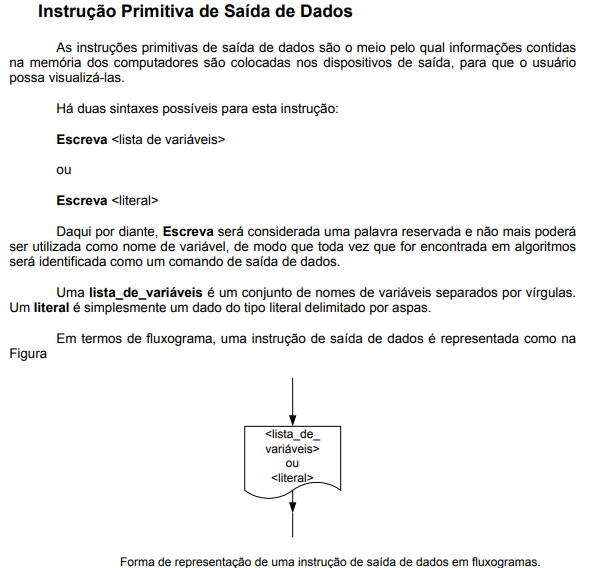 Instrução Primitiva de Saída de Dados
As instruções primitivas de saída de dados são o meio pelo qual informações contidas
na memória dos computadores são colocadas nos dispositivos de saída, para que o usuário
possa visualizá-las.
Há duas sintaxes possíveis para esta instrução:
Escreva <lista de variáveis>
ou
Escreva <literal>
Daqui por diante, Escreva será considerada uma palavra reservada e não mais poderá
ser utilizada como nome de variável, de modo que toda vez que for encontrada em algoritmos
será identificada como um comando de saída de dados.
Uma lista_de_variáveis é um conjunto de nomes de variáveis separados por vírgulas.
Um literal é simplesmente um dado do tipo literal delimitado por aspas.
Em termos de fluxograma, uma instrução de saída de dados é representada como na
Figura
<lista_de_
variáveis>
ou
<literal>
Forma de representação de uma instrução de saída de dados em fluxogramas.